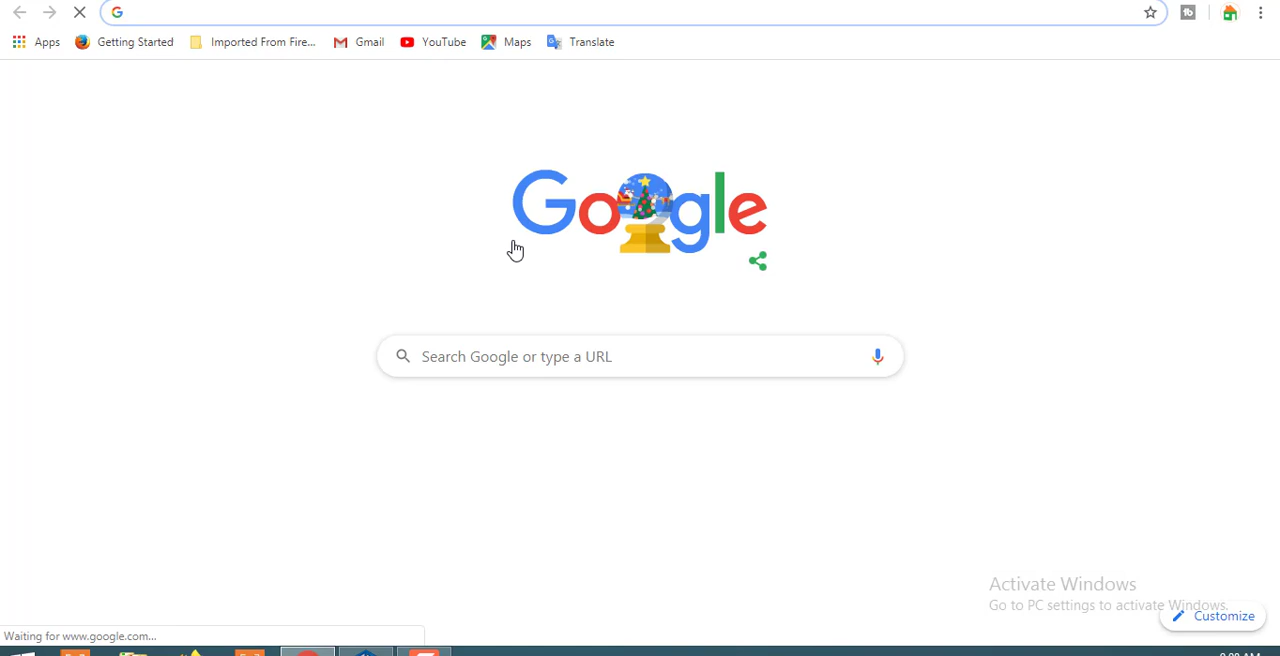 Apps Getting Started Imported From Fire... Gmail YouTube Maps Translate
Google
Search Google or type a URL
Activate Windows
Go to PC settings to activate Windows.
Customize
Waiting for www.google.com...